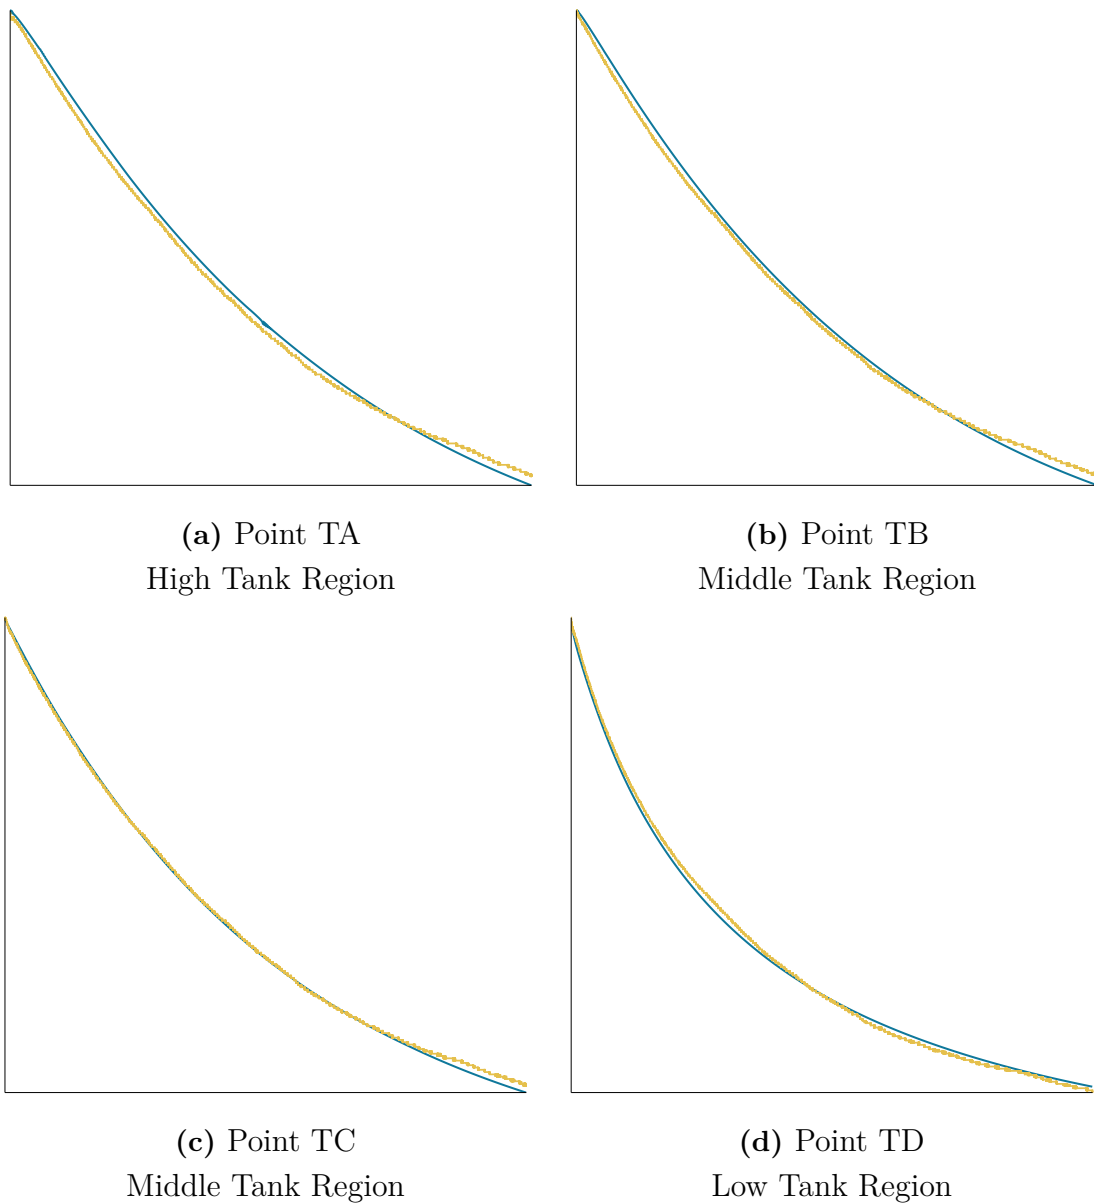 (a) Point TA
High Tank Region
(b) Point TB
Middle Tank Region
(c) Point TC
Middle Tank Region
(d) Point TD
Low Tank Region